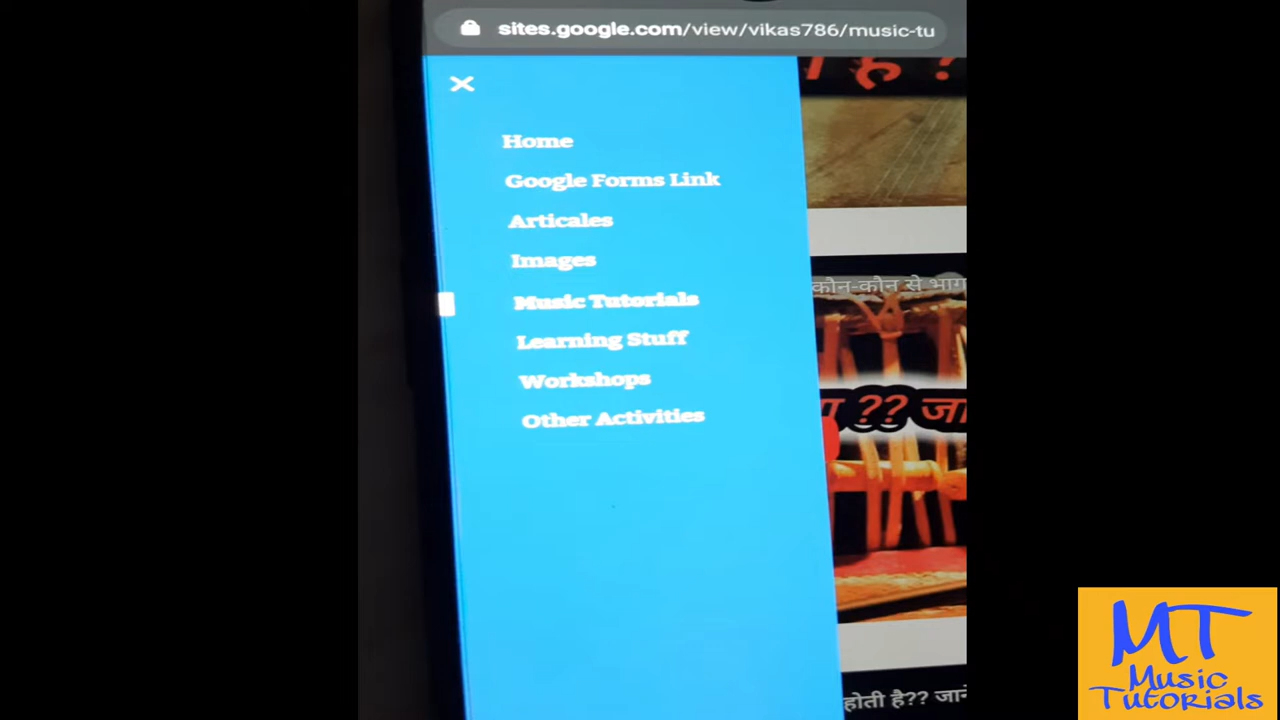 sites.google.com/view/vikas786/music-tu
है ?
Home
Google Forms Link
Articales
Images
Music Tutorials
Learning Stuff
Workshops
Other Activities
कौन-कौन से भाग
?? जा
होती है?? जाने
MT
Music
Tutorials